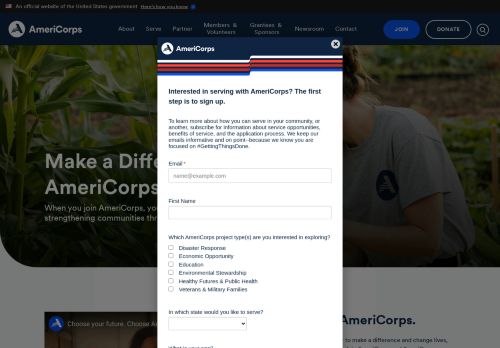 An official website of the United States government Here's how you know
AmeriCorps
About Serve Partner Members & Volunteers Grantees & Sponsors Newsroom Contact
JOIN
DONATE
AmeriCorps
Interested in serving with AmeriCorps? The first
step is to sign up.
To learn more about how you can serve in your community, or
another, subscribe for information about service opportunities,
benefits of service, and the application process. We keep our
emails informative and on point--because we know you are
focused on #GettingThingsDone.
Email *
name@example.com
First Name
Which AmeriCorps project type(s) are you interested in exploring?
Disaster Response
Economic Opportunity
Education
Environmental Stewardship
Healthy Futures & Public Health
Veterans & Military Families
In which state would you like to serve?
What is your age?
Make a Diffe
AmeriCorps
When you join AmeriCorps, yo
strengthening communities thr
Choose your future. Choose Am
eriCorps.
to make a difference and change lives,